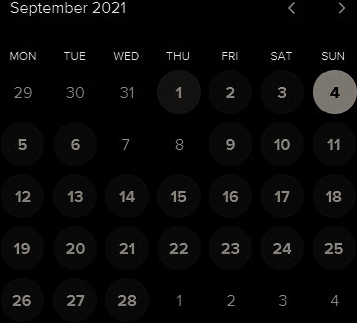 September 2021
MON TUE WED THU FRI SAT SUN
29 30 31 1 2 3 4
5 6 7 8 9 10 11
12 13 14 15 16 17 18
19 20 21 22 23 24 25
26 27 28 1 2 3 4